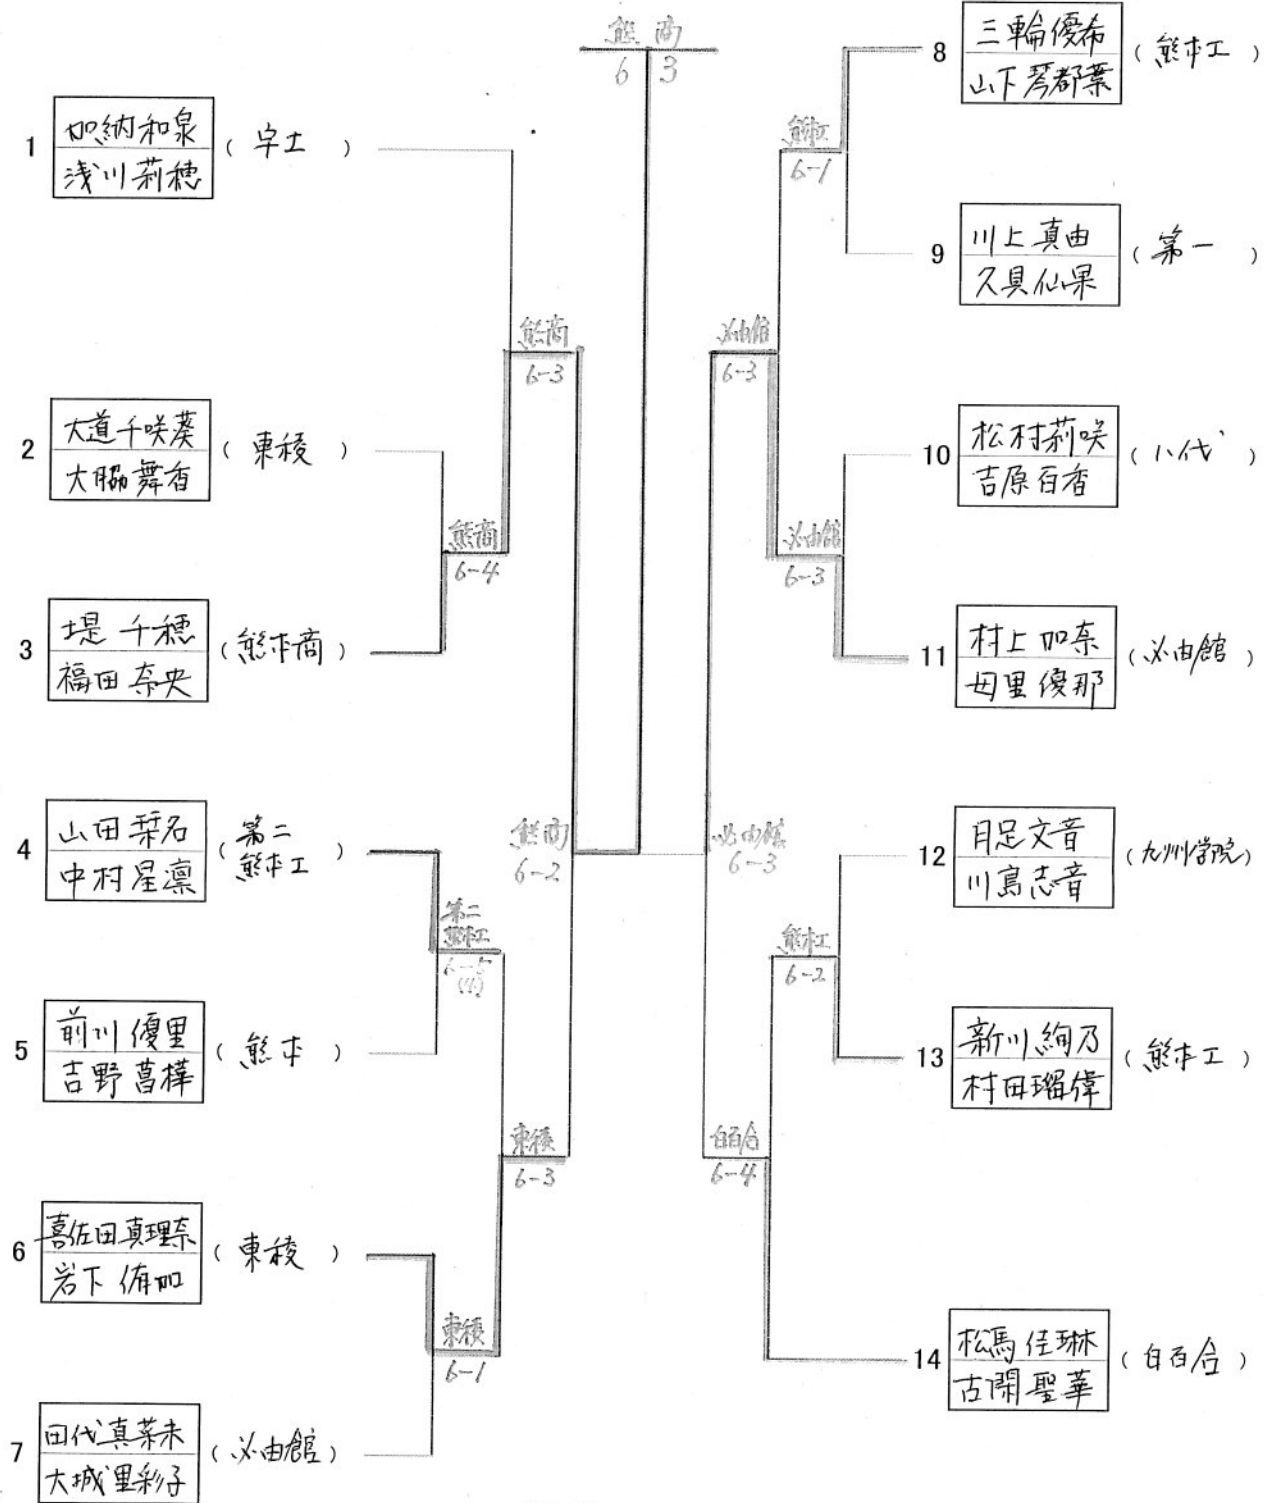 熊商
6 3
1 加納和泉 (宇土)
浅川莉穂
2 大道千咲葵 (東稜)
大脇舞香
3 堤 千穂 (熊本商)
福田奈央
4 山田栞名 (第二
中村星凛 熊本工)
5 前川優里 (熊本)
吉野菖樺
6 喜佐田真理奈 (東稜)
岩下侑加
7 田代真菜未 (必由館)
大城里彩子
熊商
6-3
熊商
6-4
熊商
6-2
第二
熊本工
6-5
東稜
6-3
東稜
6-1
8 三輪優希 (熊本工)
山下琴都葉
9 川上真由 (第一)
久具仙果
10 松村莉咲 (八代)
吉原百香
11 村上加奈 (必由館)
母里優那
12 月足文音 (九州学院)
川島志音
13 新川絢乃 (熊本工)
村田瑠偉
14 松馬佳琳 (白百合)
古閑聖華
熊本工
6-1
必由館
6-3
必由館
6-3
必由館
6-3
熊本工
6-2
白百合
6-4